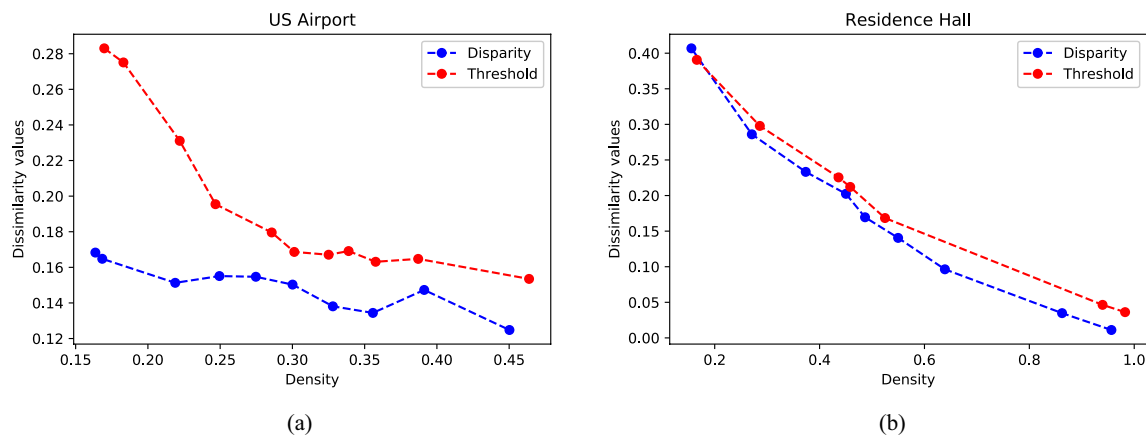 US Airport
0.28
0.26
0.24
0.22
0.20
0.18
0.16
0.14
0.12
Dissimilarity values
0.15 0.20 0.25 0.30 0.35 0.40 0.45
Density
Disparity
Threshold
(a)
Residence Hall
0.40
0.35
0.30
0.25
0.20
0.15
0.10
0.05
0.00
Dissimilarity values
0.2 0.4 0.6 0.8 1.0
Density
Disparity
Threshold
(b)